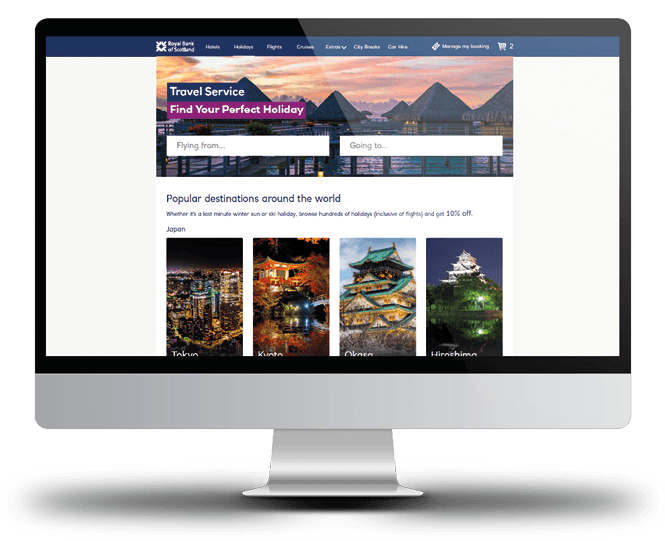 Royal Bank
of Scotland
Hotels
Holidays
Flights
Cruises
Extras
City Breaks
Car Hire
Manage my booking
2
Travel Service
Find Your Perfect Holiday
Flying from...
Going to...
Popular destinations around the world
Whether it's a last minute winter sun or ski holiday, browse hundreds of holidays (inclusive of flights) and get 10% off.
Japan
Tokyo
Kyoto
Okasa
Hiroshima